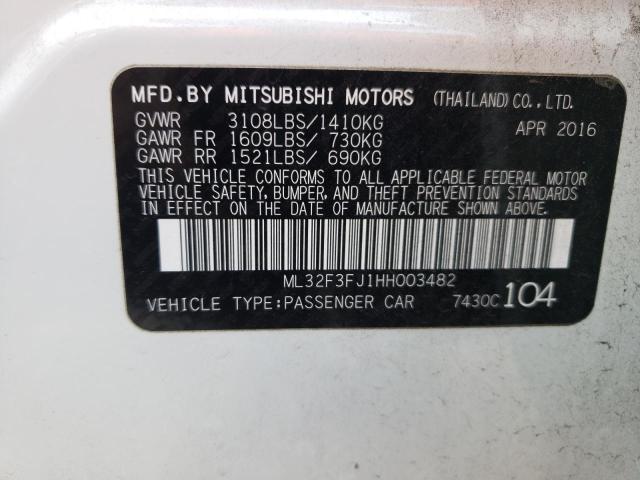 MFD.BY MITSUBISHI MOTORS (THAILAND)CO.,LTD.
GVWR 3108LBS/1410KG APR 2016
GAWR FR 1609LBS/ 730KG
GAWR RR 1521LBS/ 690KG
THIS VEHICLE CONFORMS TO ALL APPLICABLE FEDERAL MOTOR
VEHICLE SAFETY, BUMPER, AND THEFT PREVENTION STANDARDS
IN EFFECT ON THE DATE OF MANUFACTURE SHOWN ABOVE.
ML32F3FJ1HH003482
VEHICLE TYPE:PASSENGER CAR 7430C 104